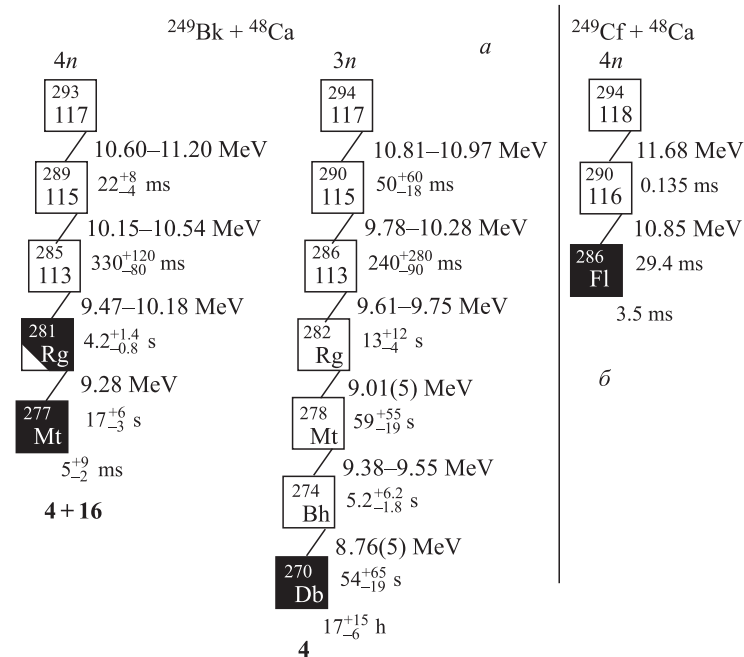 ²⁴⁹Bk + ⁴⁸Ca
а
4n
293
117
10.60–11.20 MeV
289
115
22⁺⁸₋₄ ms
10.15–10.54 MeV
285
113
330⁺¹²⁰₋₈₀ ms
9.47–10.18 MeV
281
Rg
4.2⁺¹·⁴₋₀.₈ s
9.28 MeV
277
Mt
17⁺⁶₋₃ s
5⁺⁹₋₂ ms
4 + 16
3n
294
117
10.81–10.97 MeV
290
115
50⁺⁶⁰₋₁₈ ms
9.78–10.28 MeV
286
113
240⁺²⁸⁰₋₉₀ ms
9.61–9.75 MeV
282
Rg
13⁺¹²₋₄ s
9.01(5) MeV
278
Mt
59⁺⁵⁵₋₁₉ s
9.38–9.55 MeV
274
Bh
5.2⁺⁶·²₋₁.₈ s
8.76(5) MeV
270
Db
54⁺⁶⁵₋₁₉ s
17⁺¹⁵₋₆ h
4
²⁴⁹Cf + ⁴⁸Ca
4n
294
118
11.68 MeV
290
116
0.135 ms
10.85 MeV
286
Fl
29.4 ms
3.5 ms
б